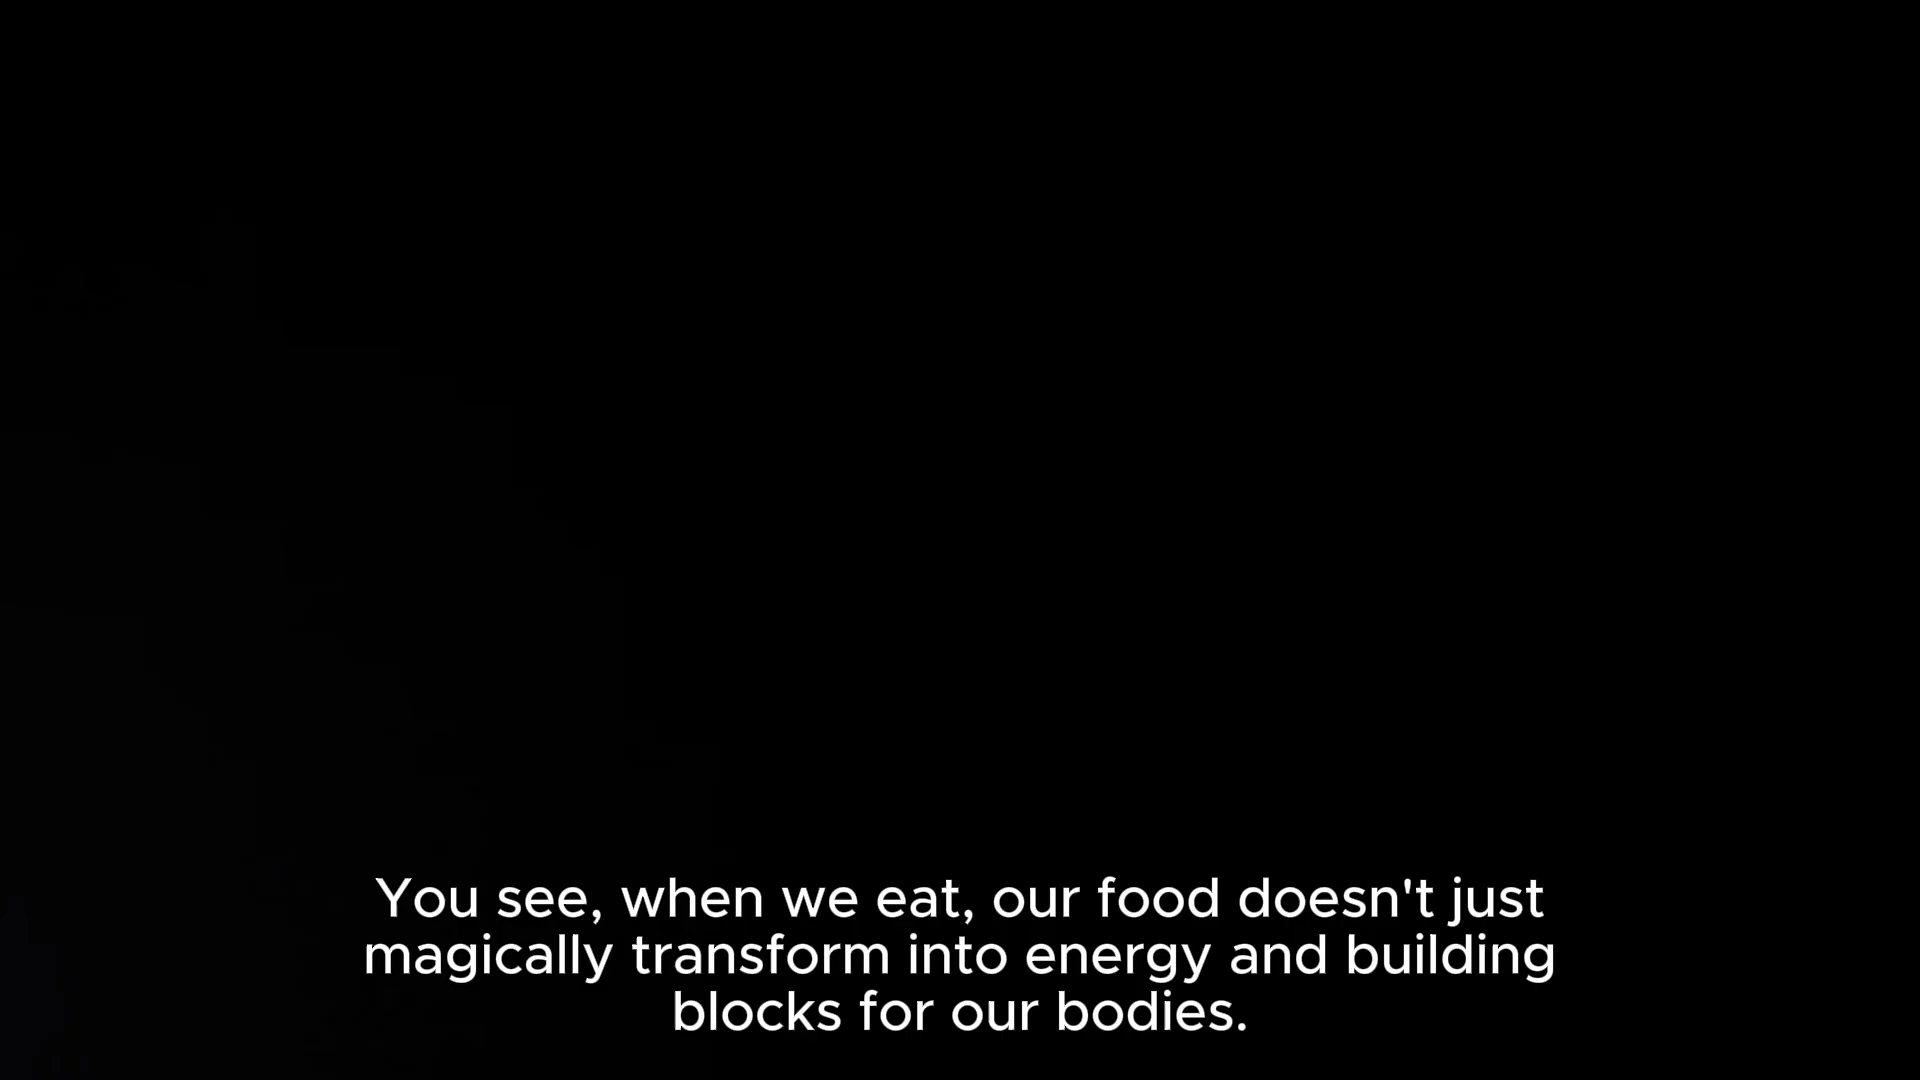 You see, when we eat, our food doesn't just
magically transform into energy and building
blocks for our bodies.